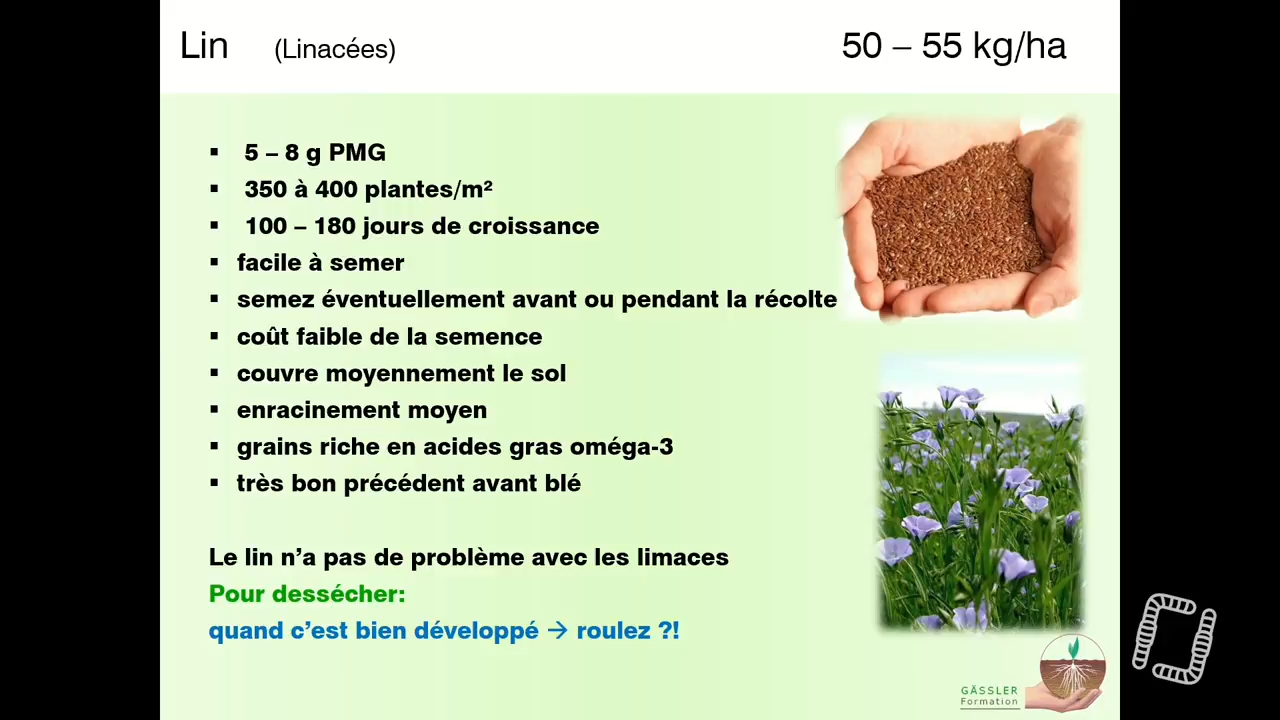 Lin (Linacées) 50 – 55 kg/ha
▪ 5 – 8 g PMG
▪ 350 à 400 plantes/m²
▪ 100 – 180 jours de croissance
▪ facile à semer
▪ semez éventuellement avant ou pendant la récolte
▪ coût faible de la semence
▪ couvre moyennement le sol
▪ enracinement moyen
▪ grains riche en acides gras oméga-3
▪ très bon précédent avant blé
Le lin n’a pas de problème avec les limaces
Pour dessécher:
quand c’est bien développé → roulez ?!
GÄSSLER
Formation